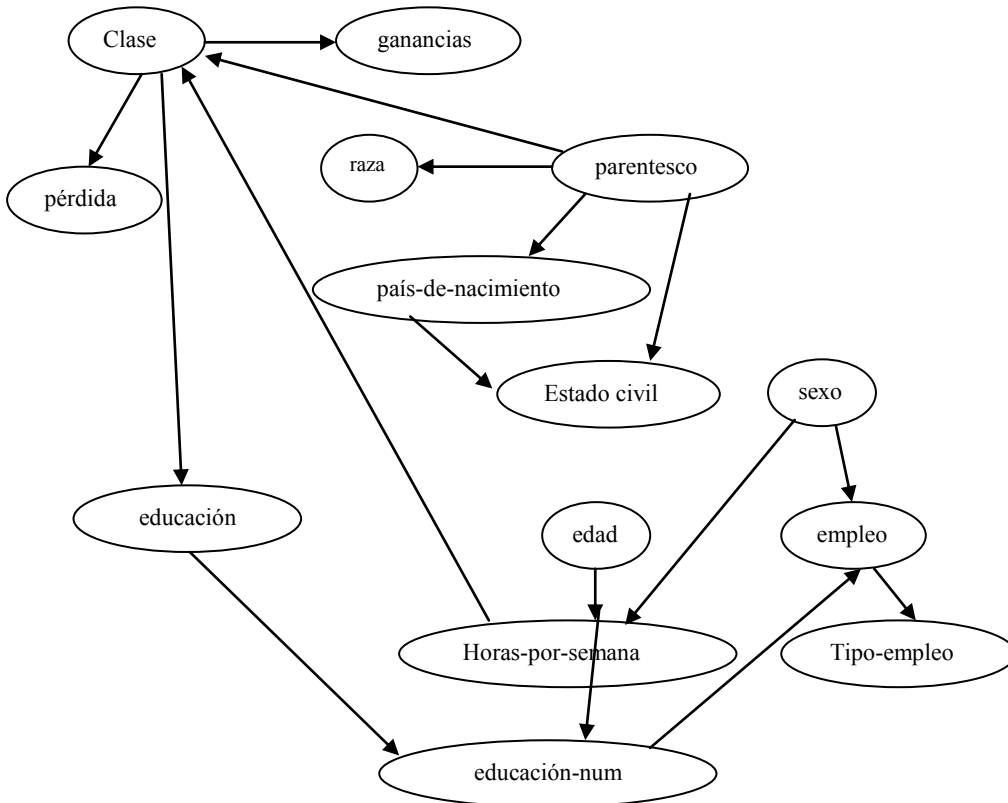 Clase
ganancias
raza
parentesco
pérdida
país-de-nacimiento
Estado civil
sexo
educación
edad
empleo
Horas-por-semana
Tipo-empleo
educación-num